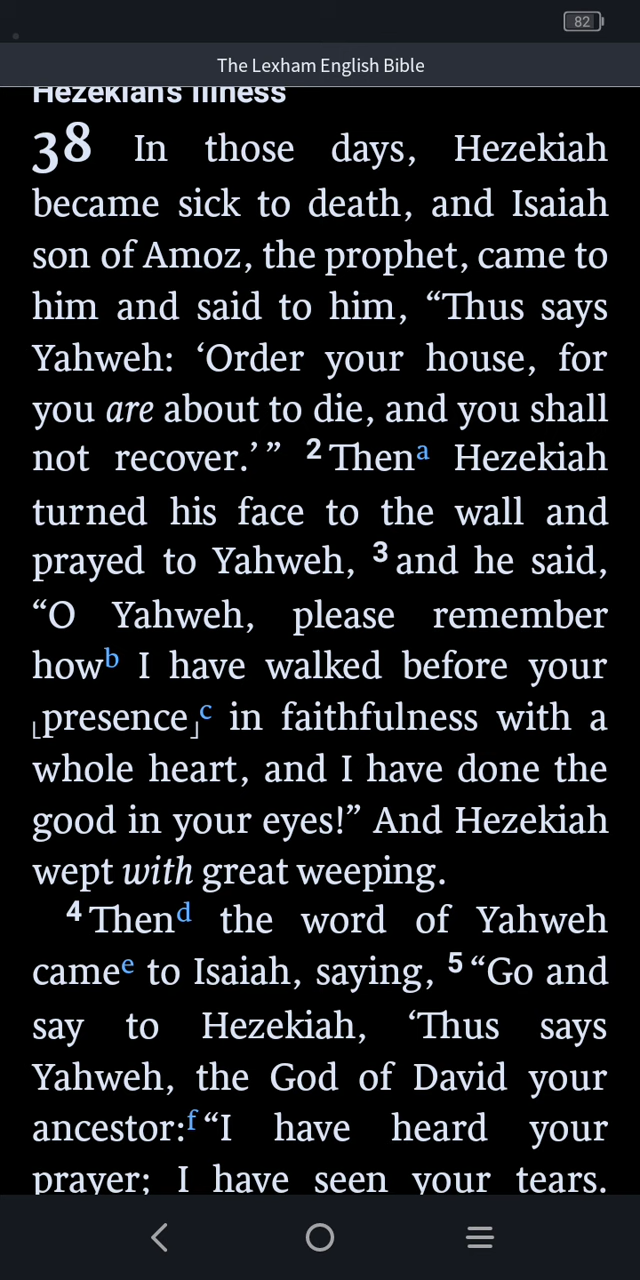 82
The Lexham English Bible
Hezekiah's Illness
38 In those days, Hezekiah
became sick to death, and Isaiah
son of Amoz, the prophet, came to
him and said to him, “Thus says
Yahweh: ‘Order your house, for
you are about to die, and you shall
not recover.’ ” 2 Thenᵃ Hezekiah
turned his face to the wall and
prayed to Yahweh, 3 and he said,
“O Yahweh, please remember
howᵇ I have walked before your
⌊presence⌋ᶜ in faithfulness with a
whole heart, and I have done the
good in your eyes!” And Hezekiah
wept with great weeping.
4 Thenᵈ the word of Yahweh
cameᵉ to Isaiah, saying, 5 “Go and
say to Hezekiah, ‘Thus says
Yahweh, the God of David your
ancestor:ᶠ “I have heard your
prayer; I have seen your tears.